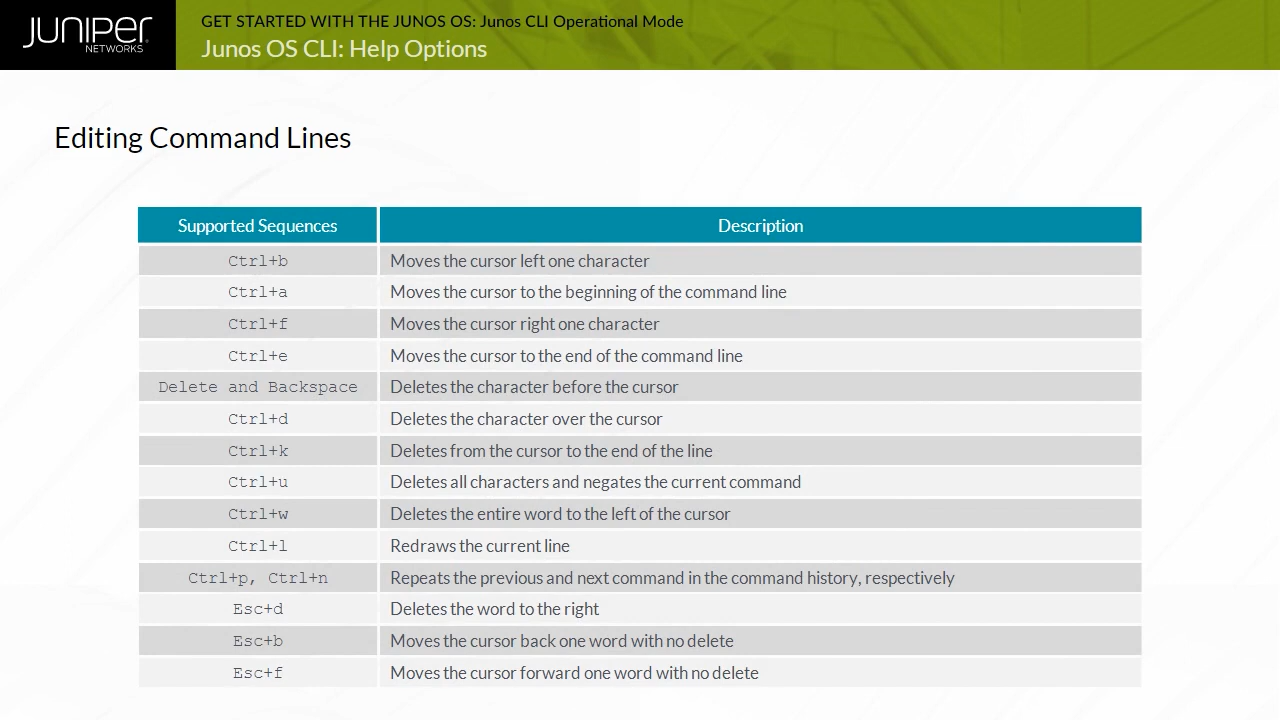 JUNIPER
NETWORKS
GET STARTED WITH THE JUNOS OS: Junos CLI Operational Mode
Junos OS CLI: Help Options
Editing Command Lines
Supported Sequences Description
Ctrl+b Moves the cursor left one character
Ctrl+a Moves the cursor to the beginning of the command line
Ctrl+f Moves the cursor right one character
Ctrl+e Moves the cursor to the end of the command line
Delete and Backspace Deletes the character before the cursor
Ctrl+d Deletes the character over the cursor
Ctrl+k Deletes from the cursor to the end of the line
Ctrl+u Deletes all characters and negates the current command
Ctrl+w Deletes the entire word to the left of the cursor
Ctrl+l Redraws the current line
Ctrl+p, Ctrl+n Repeats the previous and next command in the command history, respectively
Esc+d Deletes the word to the right
Esc+b Moves the cursor back one word with no delete
Esc+f Moves the cursor forward one word with no delete